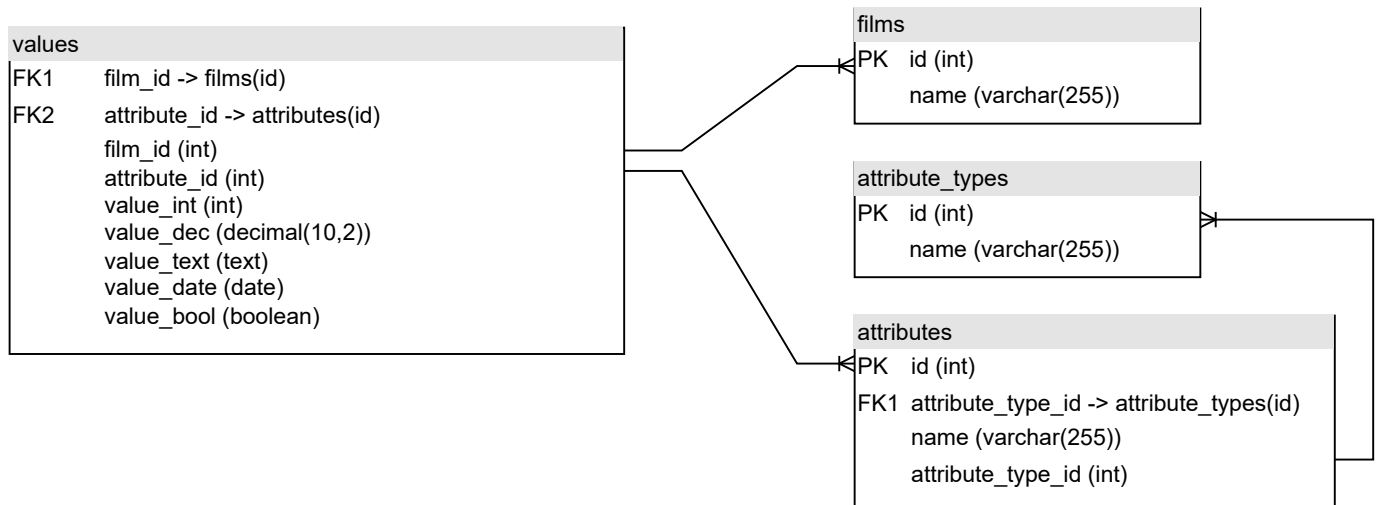 values
FK1 film_id -> films(id)
FK2 attribute_id -> attributes(id)
film_id (int)
attribute_id (int)
value_int (int)
value_dec (decimal(10,2))
value_text (text)
value_date (date)
value_bool (boolean)
films
PK id (int)
name (varchar(255))
attribute_types
PK id (int)
name (varchar(255))
attributes
PK id (int)
FK1 attribute_type_id -> attribute_types(id)
name (varchar(255))
attribute_type_id (int)